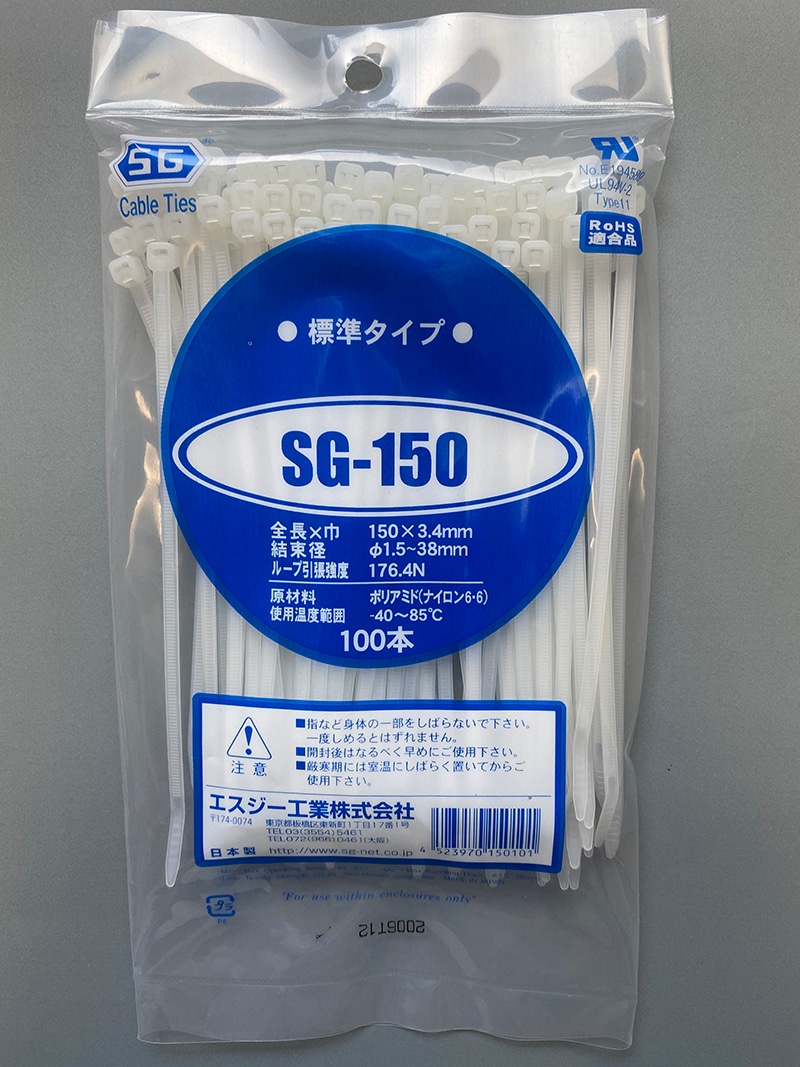 SG
®
Cable Ties
No.E194580
UL94V-2
Type11
RoHS
適合品
● 標準タイプ ●
SG-150
全長×巾 150×3.4mm
結束径 φ1.5~38mm
ループ引張強度 176.4N
原材料 ポリアミド(ナイロン6・6)
使用温度範囲 -40~85℃
100本
注意
■指など身体の一部をしばらないで下さい。
一度しめるとはずれません。
■開封後はなるべく早めにご使用下さい。
■厳寒期には室温にしばらく置いてからご
使用下さい。
エスジー工業株式会社
〒174-0074 東京都板橋区東新町1丁目17番1号
TEL03(3554)5461
TEL072(966)0461(大阪)
日本製 http://www.sg-net.co.jp
4 523970 150101
MADE IN JAPAN
"For use within enclosures only"
プラ
PE
2006T12